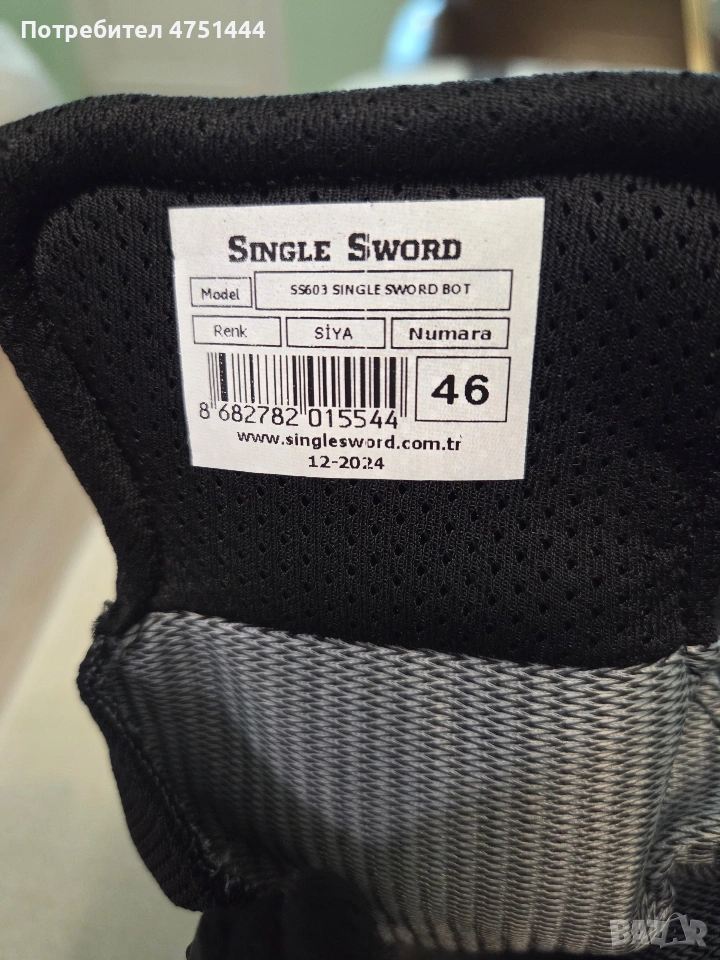 Потребител 4751444
SINGLE SWORD
Model SS603 SINGLE SWORD BOT
Renk SİYA Numara
46
8 682782 015544
www.singlesword.com.tr
12-2024
BAZAR